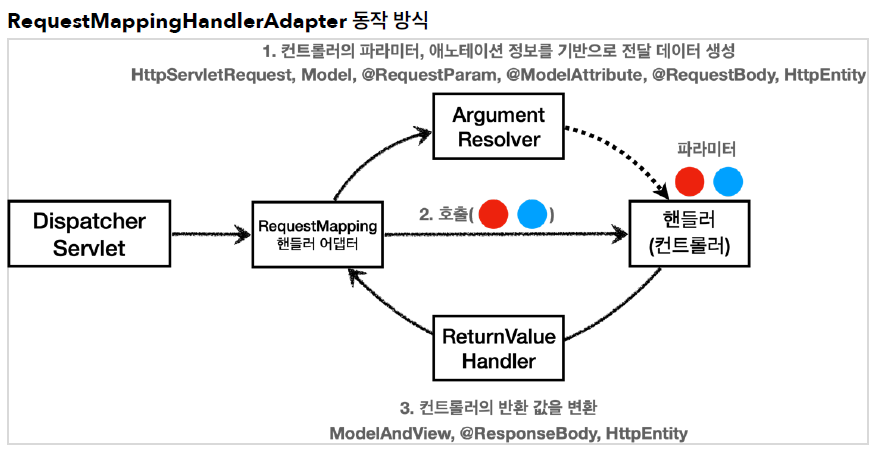 RequestMappingHandlerAdapter 동작 방식
1. 컨트롤러의 파라미터, 애노테이션 정보를 기반으로 전달 데이터 생성
HttpServletRequest, Model, @RequestParam, @ModelAttribute, @RequestBody, HttpEntity
Argument
Resolver
파라미터
Dispatcher
Servlet
RequestMapping
핸들러 어댑터
2. 호출( )
핸들러
(컨트롤러)
ReturnValue
Handler
3. 컨트롤러의 반환 값을 변환
ModelAndView, @ResponseBody, HttpEntity